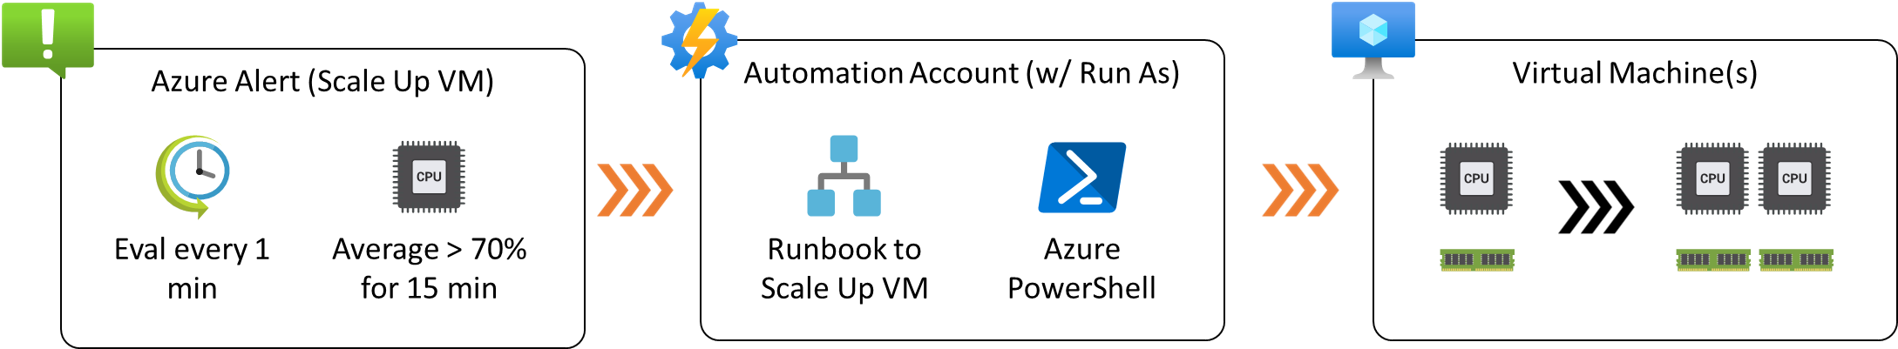 Azure Alert (Scale Up VM)
CPU
Eval every 1
min
Average > 70%
for 15 min
Automation Account (w/ Run As)
Runbook to
Scale Up VM
Azure
PowerShell
Virtual Machine(s)
CPU
CPU
CPU